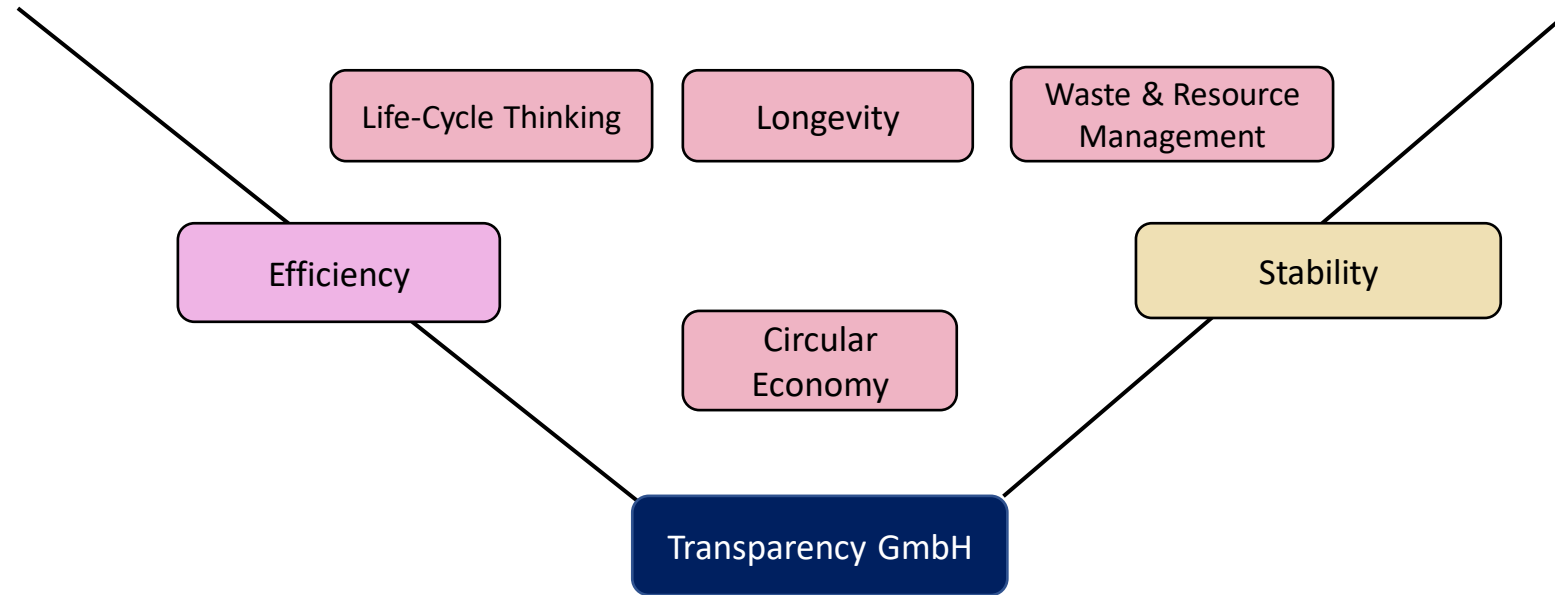 Life-Cycle Thinking
Longevity
Waste & Resource
Management
Efficiency
Stability
Circular
Economy
Transparency GmbH